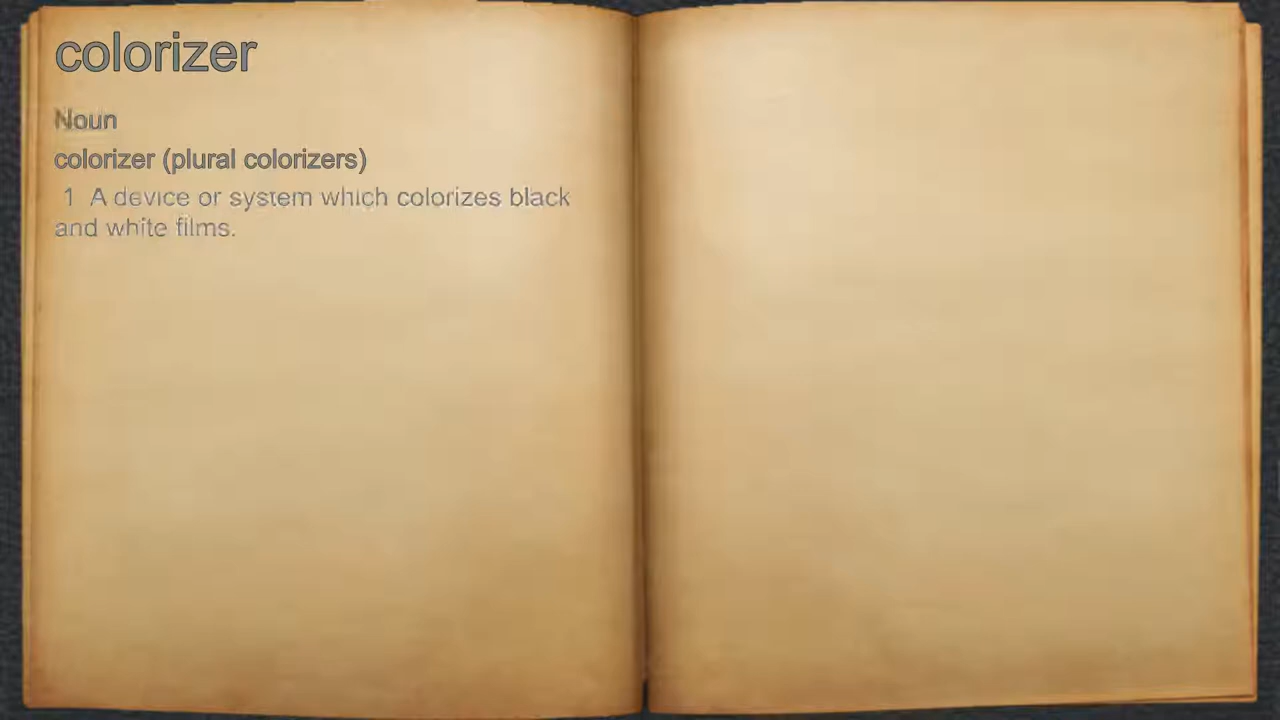 colorizer
Noun
colorizer (plural colorizers)
1 A device or system which colorizes black
and white films.